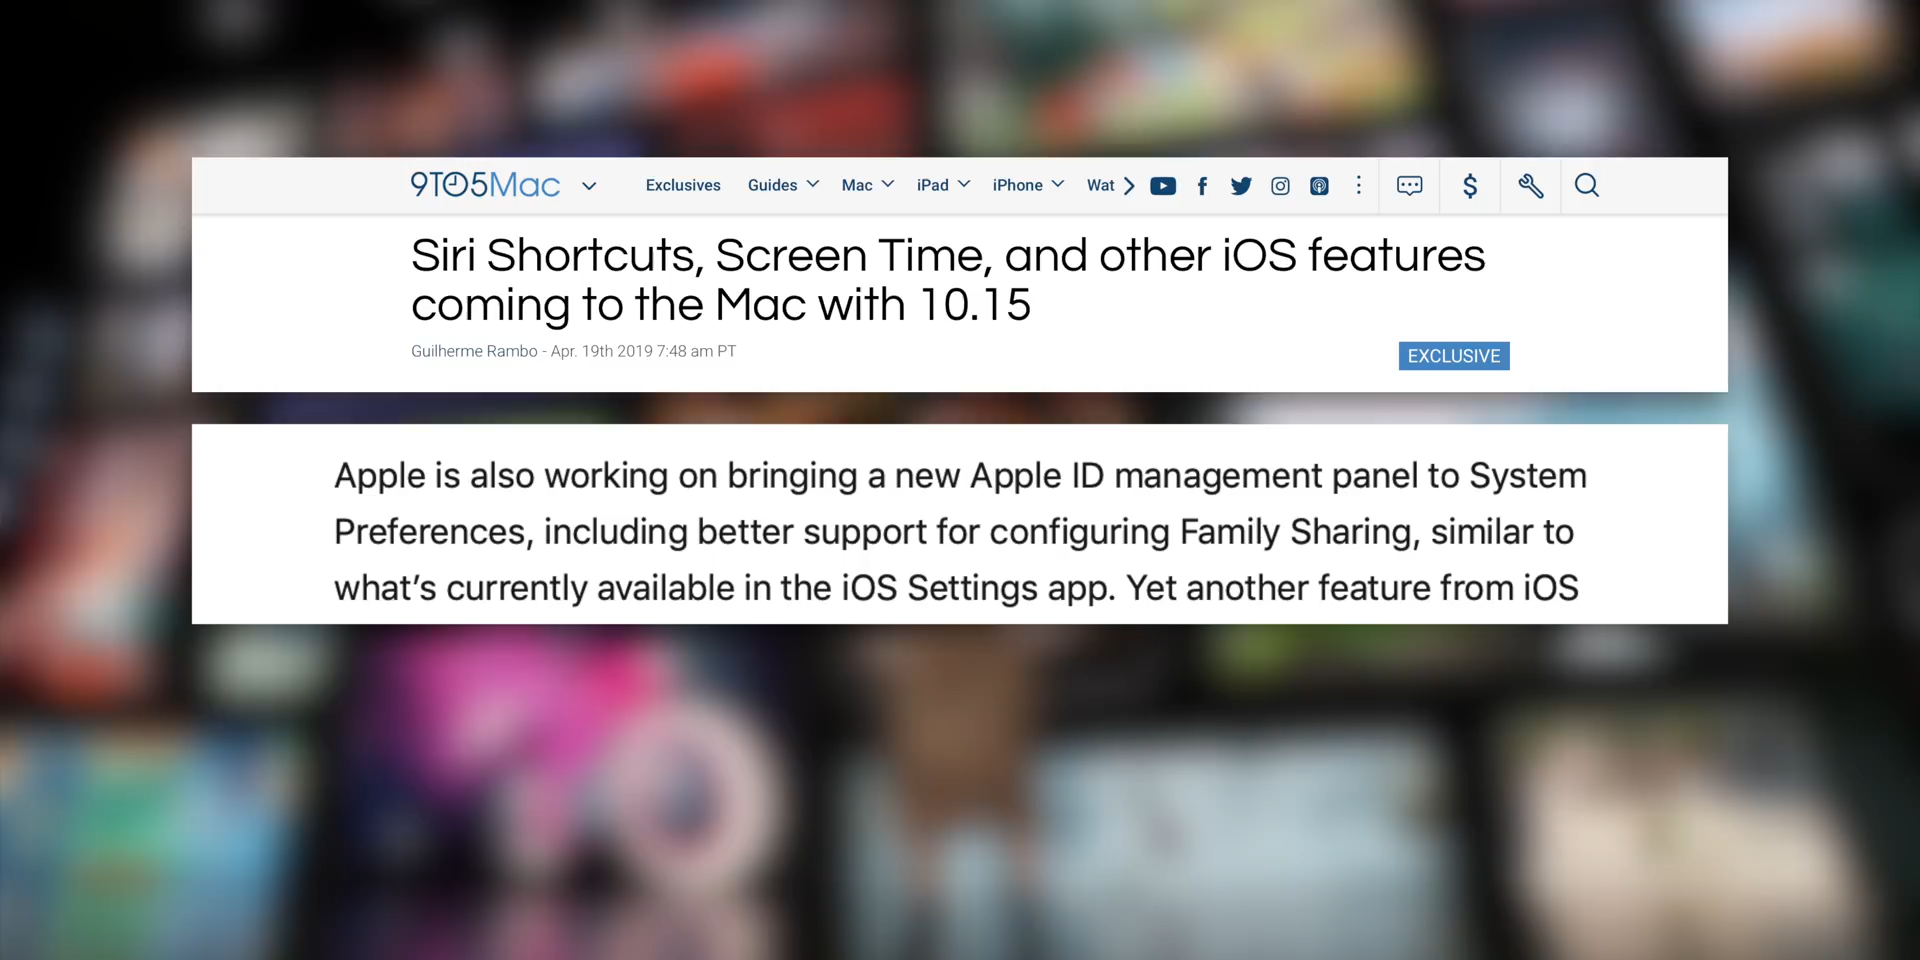 9TO5Mac Exclusives Guides Mac iPad iPhone Wat
Siri Shortcuts, Screen Time, and other iOS features
coming to the Mac with 10.15
Guilherme Rambo - Apr. 19th 2019 7:48 am PT
EXCLUSIVE
Apple is also working on bringing a new Apple ID management panel to System
Preferences, including better support for configuring Family Sharing, similar to
what’s currently available in the iOS Settings app. Yet another feature from iOS